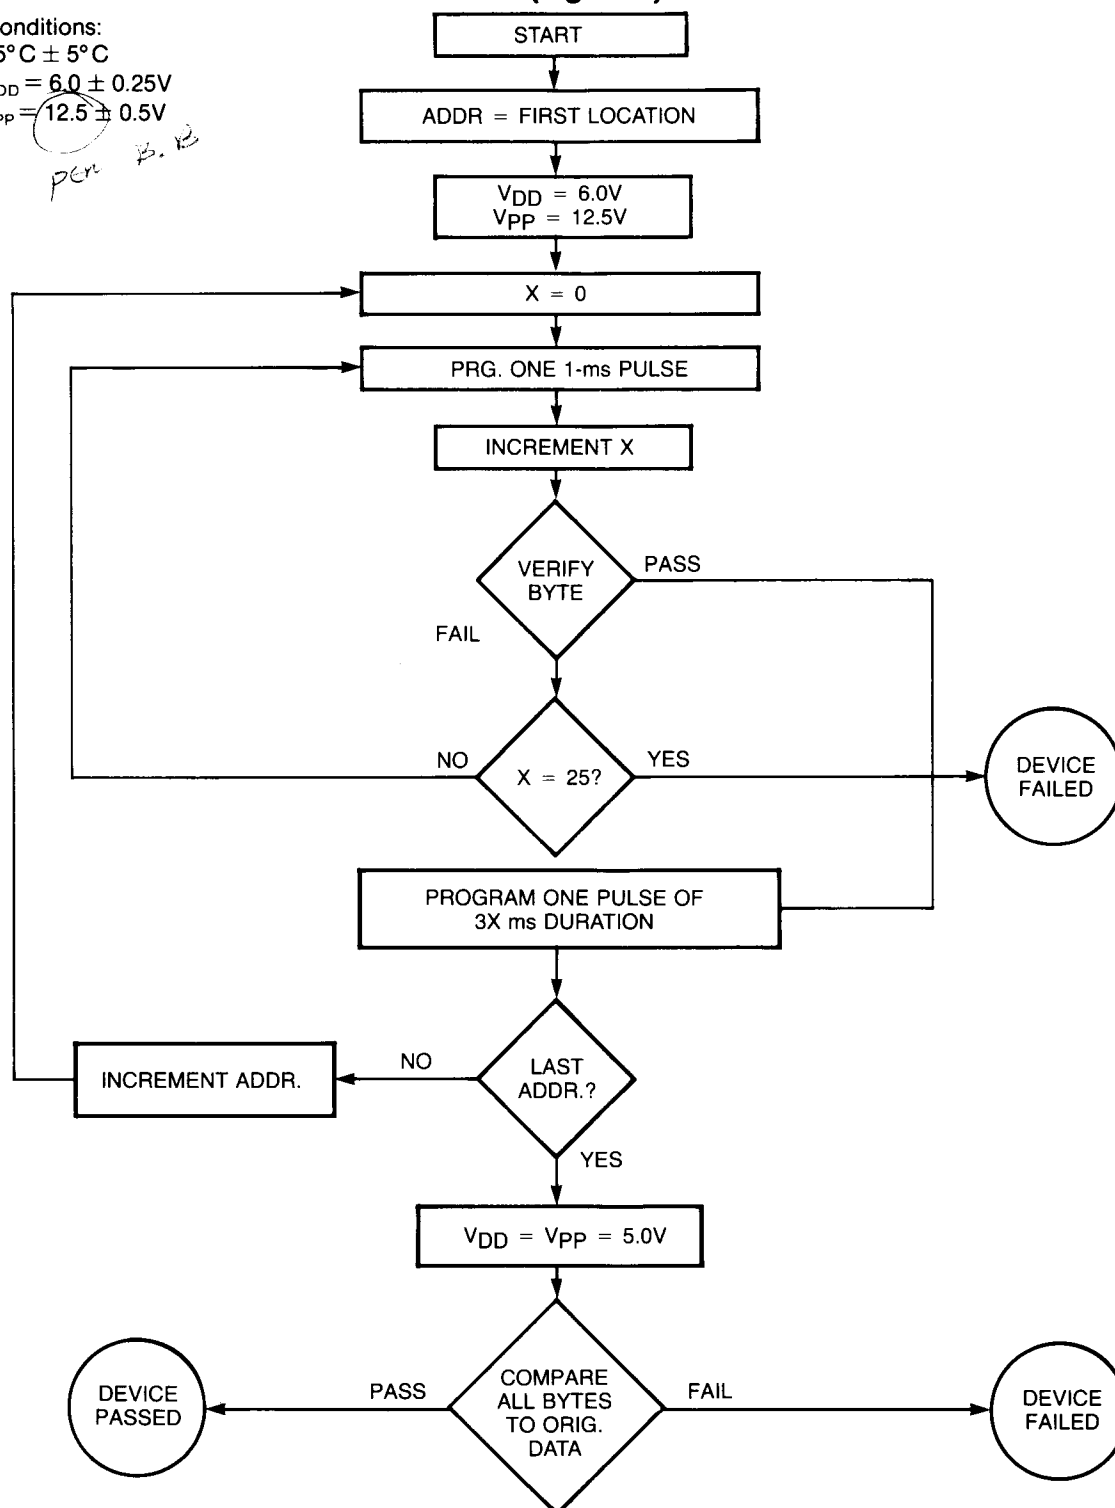 onditions:
5°C ± 5°C
DD = 6.0 ± 0.25V
PP = 12.5 ± 0.5V
per B.B
START
ADDR = FIRST LOCATION
VDD = 6.0V
VPP = 12.5V
X = 0
PRG. ONE 1-ms PULSE
INCREMENT X
VERIFY
BYTE
PASS
FAIL
NO
X = 25?
YES
DEVICE
FAILED
PROGRAM ONE PULSE OF
3X ms DURATION
INCREMENT ADDR.
NO
LAST
ADDR.?
YES
VDD = VPP = 5.0V
DEVICE
PASSED
PASS
COMPARE
ALL BYTES
TO ORIG.
DATA
FAIL
DEVICE
FAILED